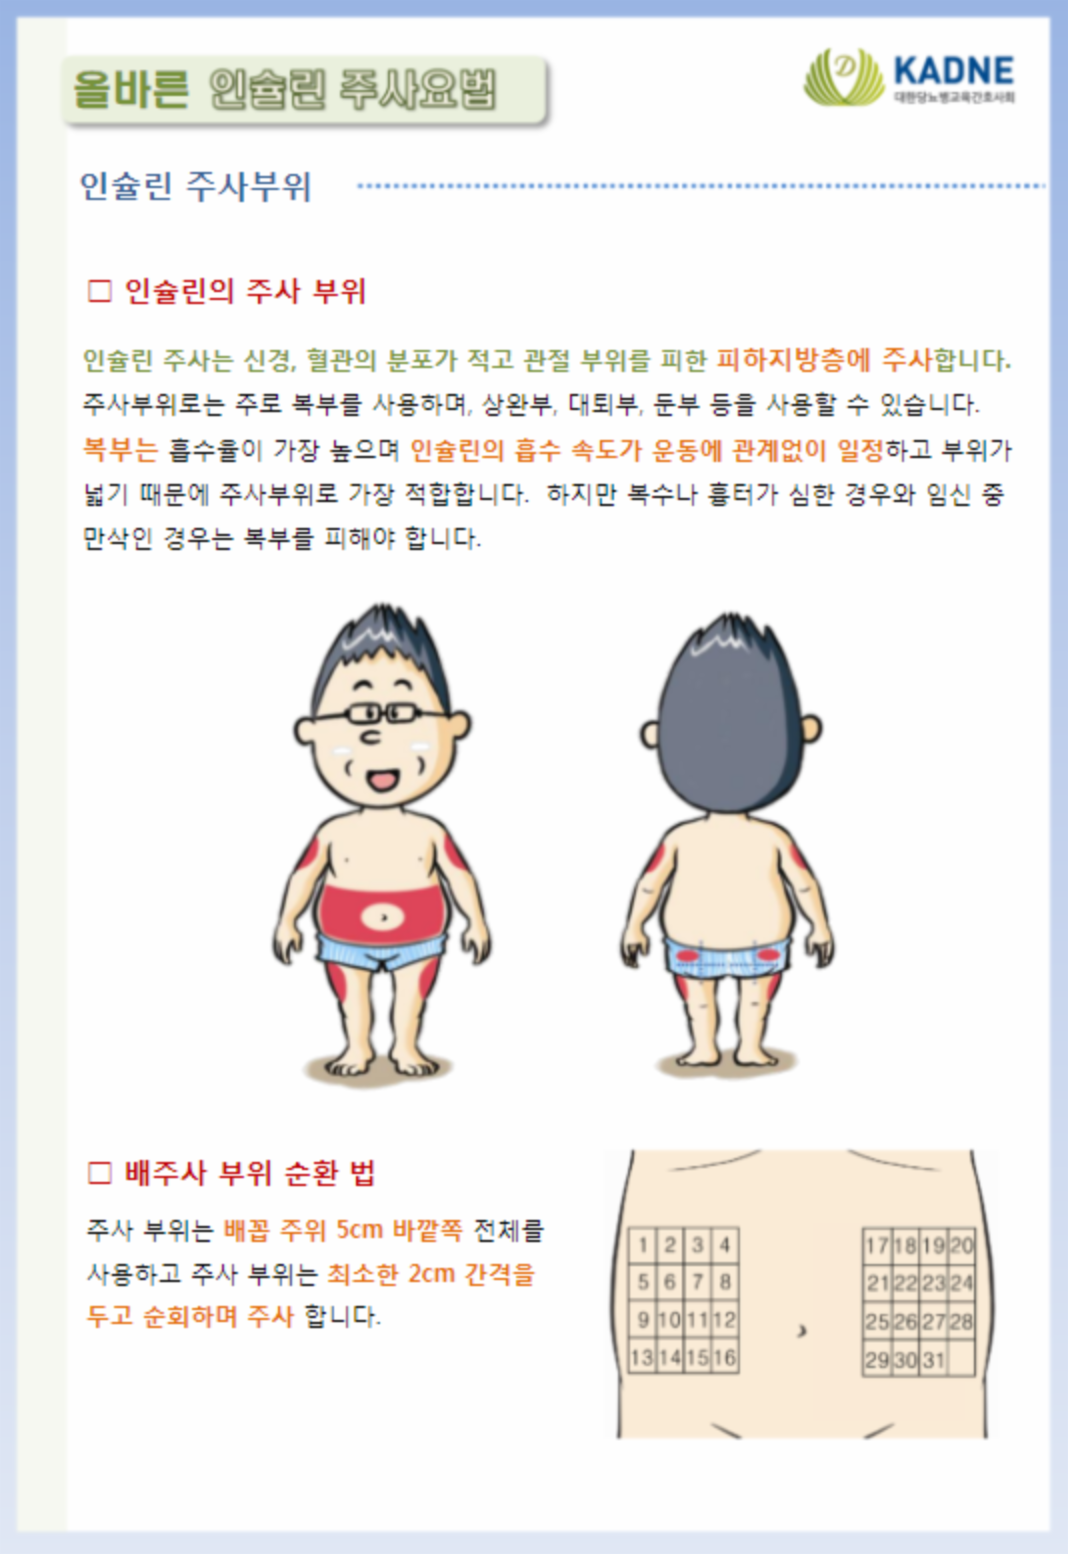 올바른 인슐린 주사요법
KADNE
대한당뇨병교육간호사회
인슐린 주사부위
□ 인슐린의 주사 부위
인슐린 주사는 신경, 혈관의 분포가 적고 관절 부위를 피한 피하지방층에 주사합니다.
주사부위로는 주로 복부를 사용하며, 상완부, 대퇴부, 둔부 등을 사용할 수 있습니다.
복부는 흡수율이 가장 높으며 인슐린의 흡수 속도가 운동에 관계없이 일정하고 부위가
넓기 때문에 주사부위로 가장 적합합니다. 하지만 복수나 흉터가 심한 경우와 임신 중
만삭인 경우는 복부를 피해야 합니다.
□ 배주사 부위 순환 법
주사 부위는 배꼽 주위 5cm 바깥쪽 전체를
사용하고 주사 부위는 최소한 2cm 간격을
두고 순회하며 주사 합니다.
1 2 3 4
5 6 7 8
9 10 11 12
13 14 15 16
17 18 19 20
21 22 23 24
25 26 27 28
29 30 31